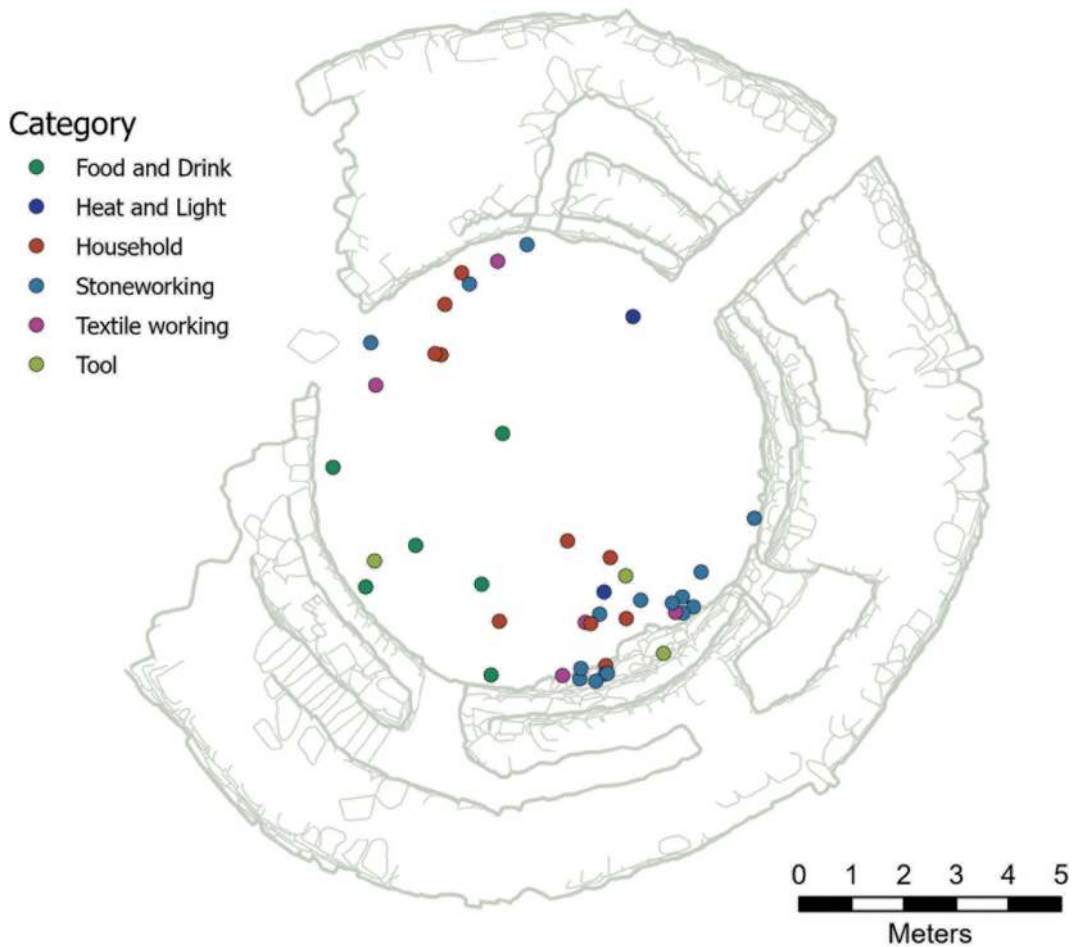 Category
Food and Drink
Heat and Light
Household
Stoneworking
Textile working
Tool
0 1 2 3 4 5
Meters